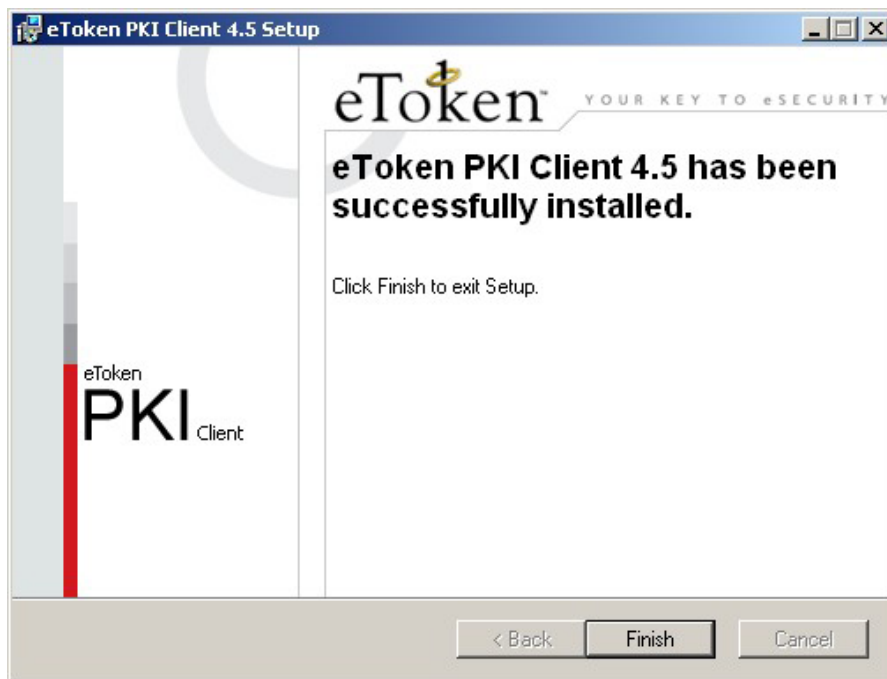 eToken PKI Client 4.5 Setup
eToken™ YOUR KEY TO eSECURITY
eToken PKI Client 4.5 has been
successfully installed.
Click Finish to exit Setup.
eToken
PKI Client
< Back Finish Cancel